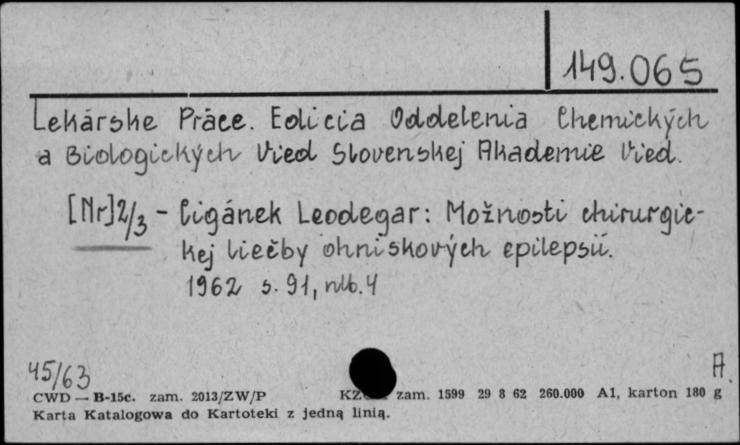 149.065
Lekárske Práce. Edícia Oddelenia Chemických
a Biologických Vied Slovenskej Akademie Vied.
[Nr]2/3 - Cigánek Leodegar: Možnosti chirurgic-
kej liečby ohniskových epilepsií.
1962 s. 91, nlb. 4
45/63
A.
CWD — B-15c. zam. 2013/ZW/P zam. 1599 29 8 62 260.000 A1, karton 180 g
Karta Katalogowa do Kartoteki z jedną linią.